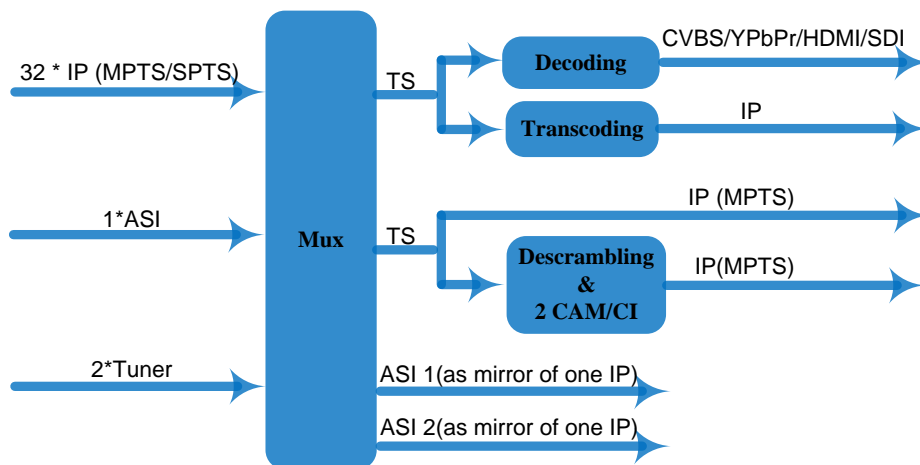 CVBS/YPbPr/HDMI/SDI
32 * IP (MPTS/SPTS)
TS
Decoding
IP
Transcoding
IP (MPTS)
1*ASI
Mux
TS
Descrambling
&
2 CAM/CI
IP(MPTS)
2*Tuner
ASI 1(as mirror of one IP)
ASI 2(as mirror of one IP)